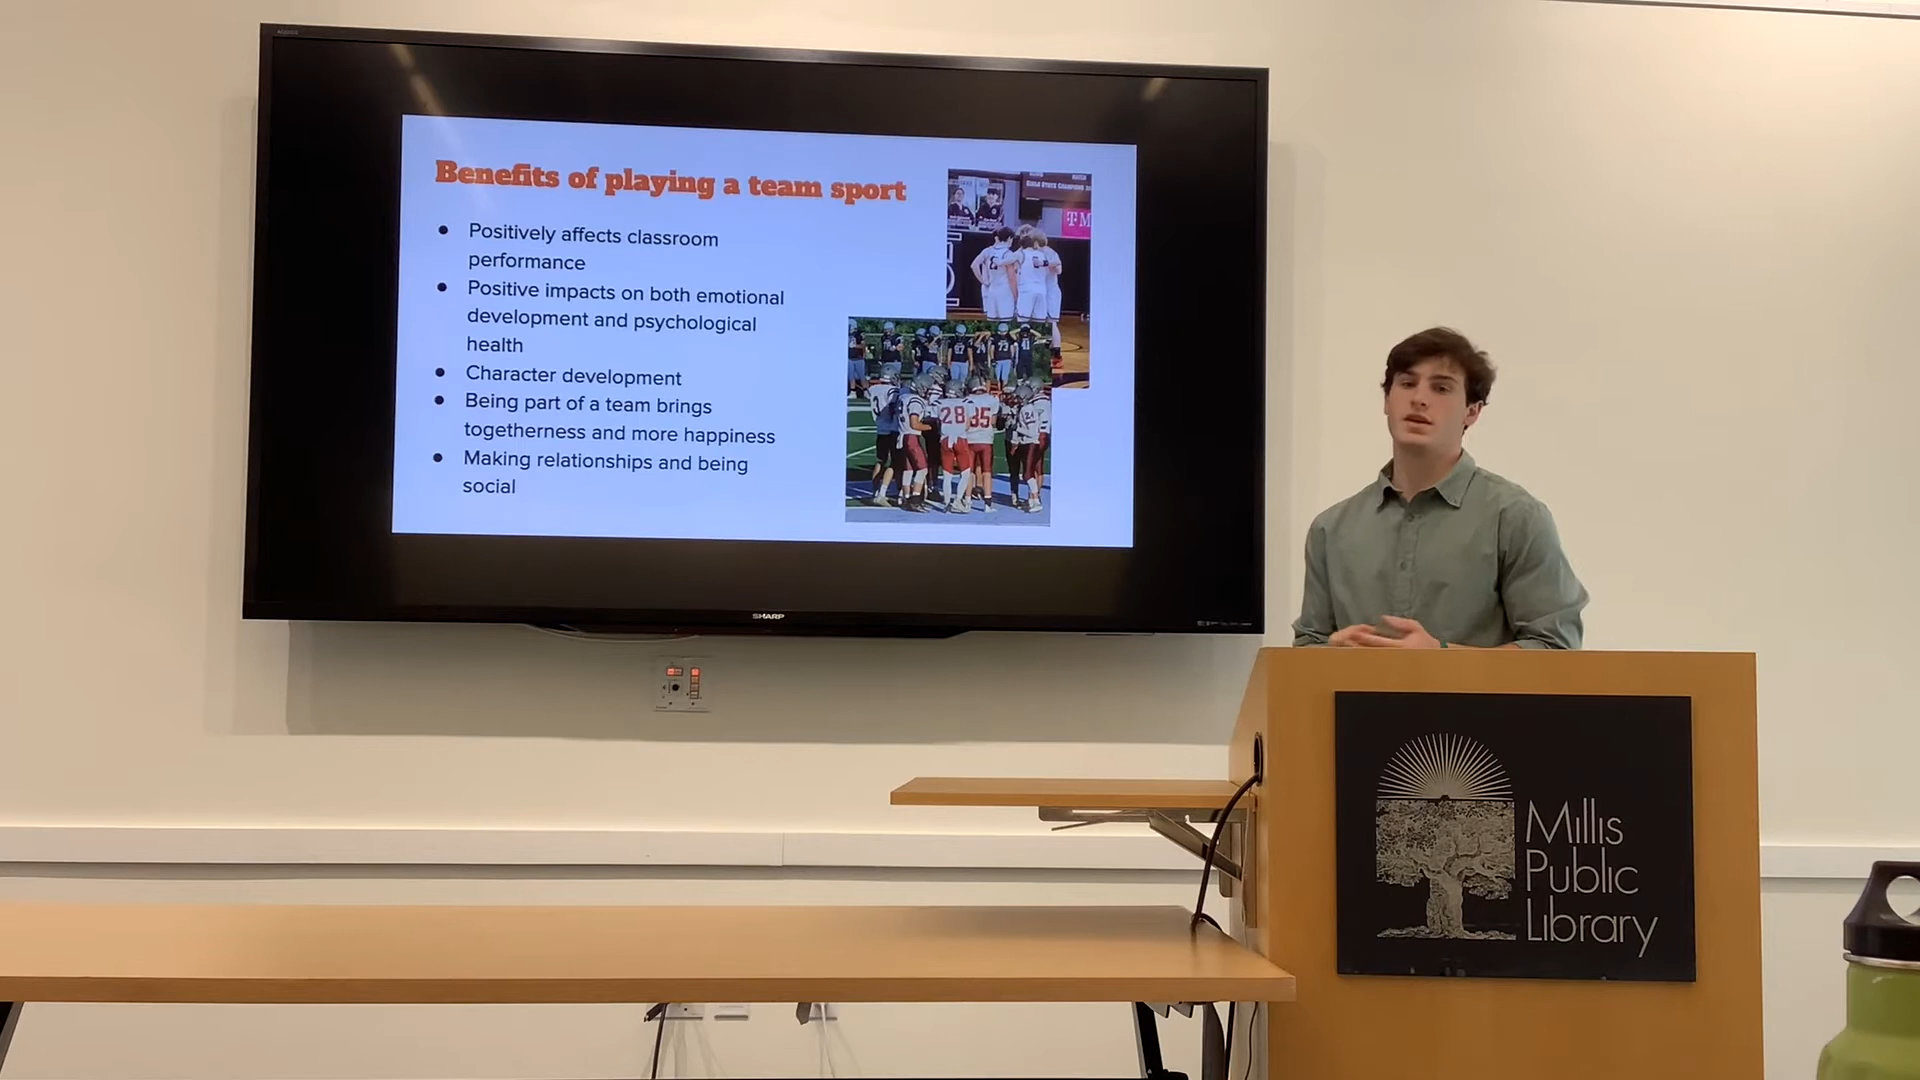 Benefits of playing a team sport
Positively affects classroom
performance
Positive impacts on both emotional
development and psychological
health
Character development
Being part of a team brings
togetherness and more happiness
Making relationships and being
social
28
35
SHARP
Millis
Public
Library